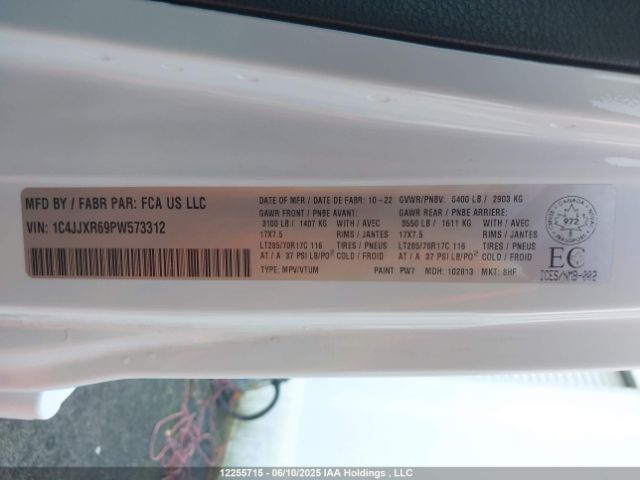 MFD BY / FABR PAR: FCA US LLC
DATE OF MFR / DATE DE FABR: 10-22
GVWR/PNBV: 6400 LB / 2903 KG
VIN: 1C4JJXR69PW573312
GAWR FRONT / PNBE AVANT:
3100 LB / 1407 KG WITH / AVEC
17X7.5 RIMS / JANTES
LT285/70R17C 116 TIRES / PNEUS
AT / A 37 PSI LB/PO² COLD / FROID
GAWR REAR / PNBE ARRIERE:
3550 LB / 1611 KG WITH / AVEC
17X7.5 RIMS / JANTES
LT285/70R17C 116 TIRES / PNEUS
AT / A 37 PSI LB/PO² COLD / FROID
TYPE: MPV/VTUM
PAINT PW7 MDH: 102813 MKT: 8HF
CANADA
972
EC
ICES/NMB-002
12255715 - 06/10/2025 IAA Holdings , LLC